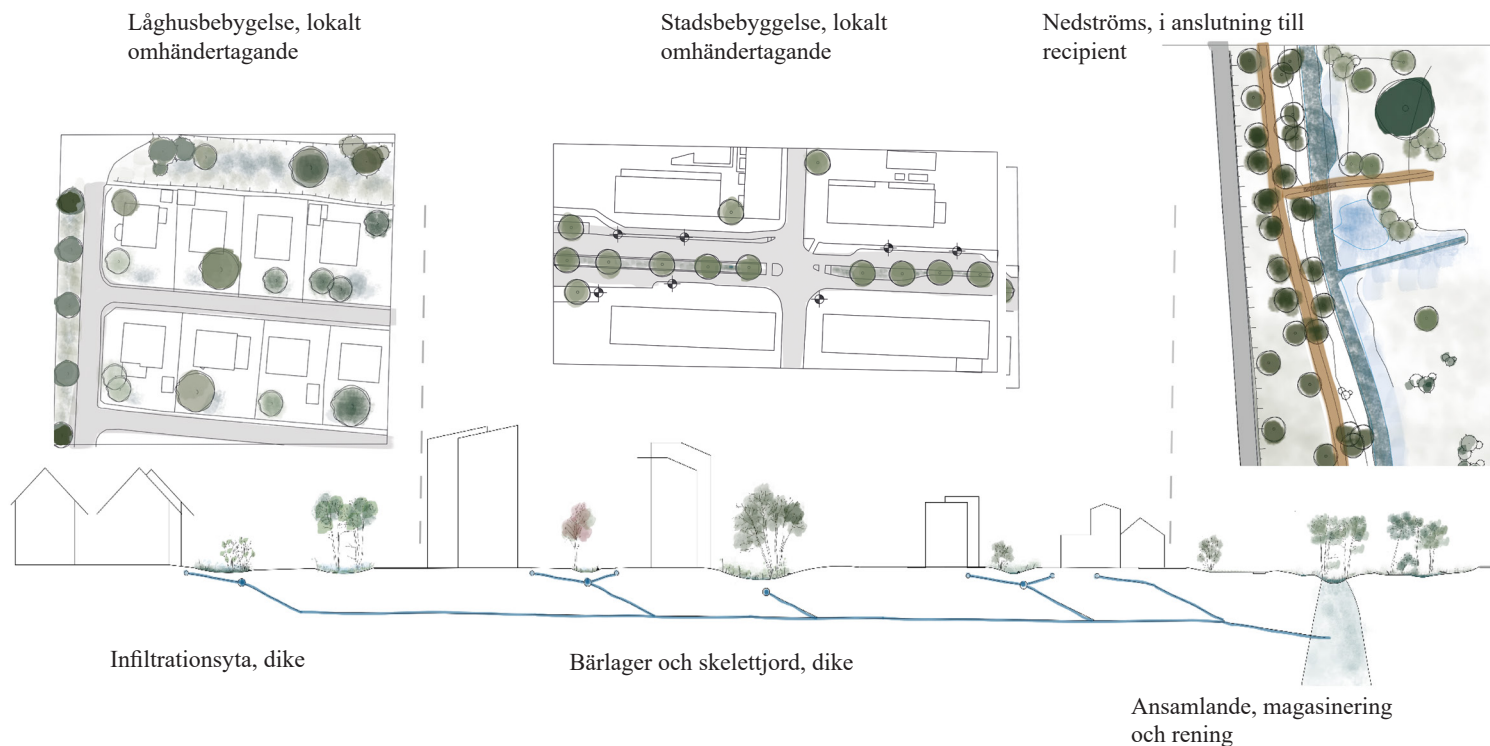 Låghusbebygelse, lokalt
omhändertagande
Stadsbebyggelse, lokalt
omhändertagande
Nedströms, i anslutning till
recipient
Infiltrationsyta, dike
Bärlager och skelettjord, dike
Ansamlande, magasinering
och rening